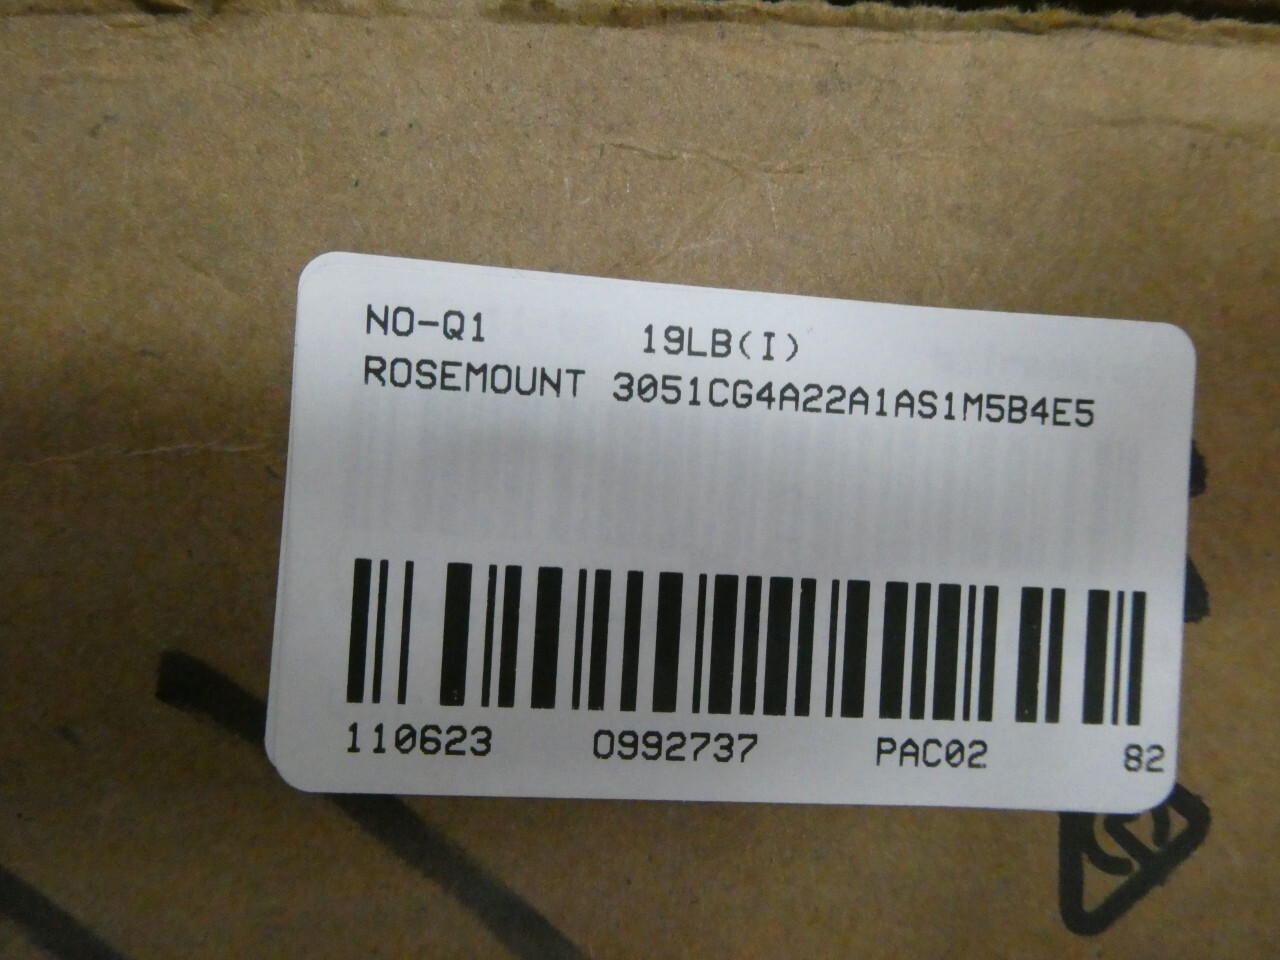 NO-Q1 19LB(I)
ROSEMOUNT 3051CG4A22A1AS1M5B4E5
110623 0992737 PAC02 82